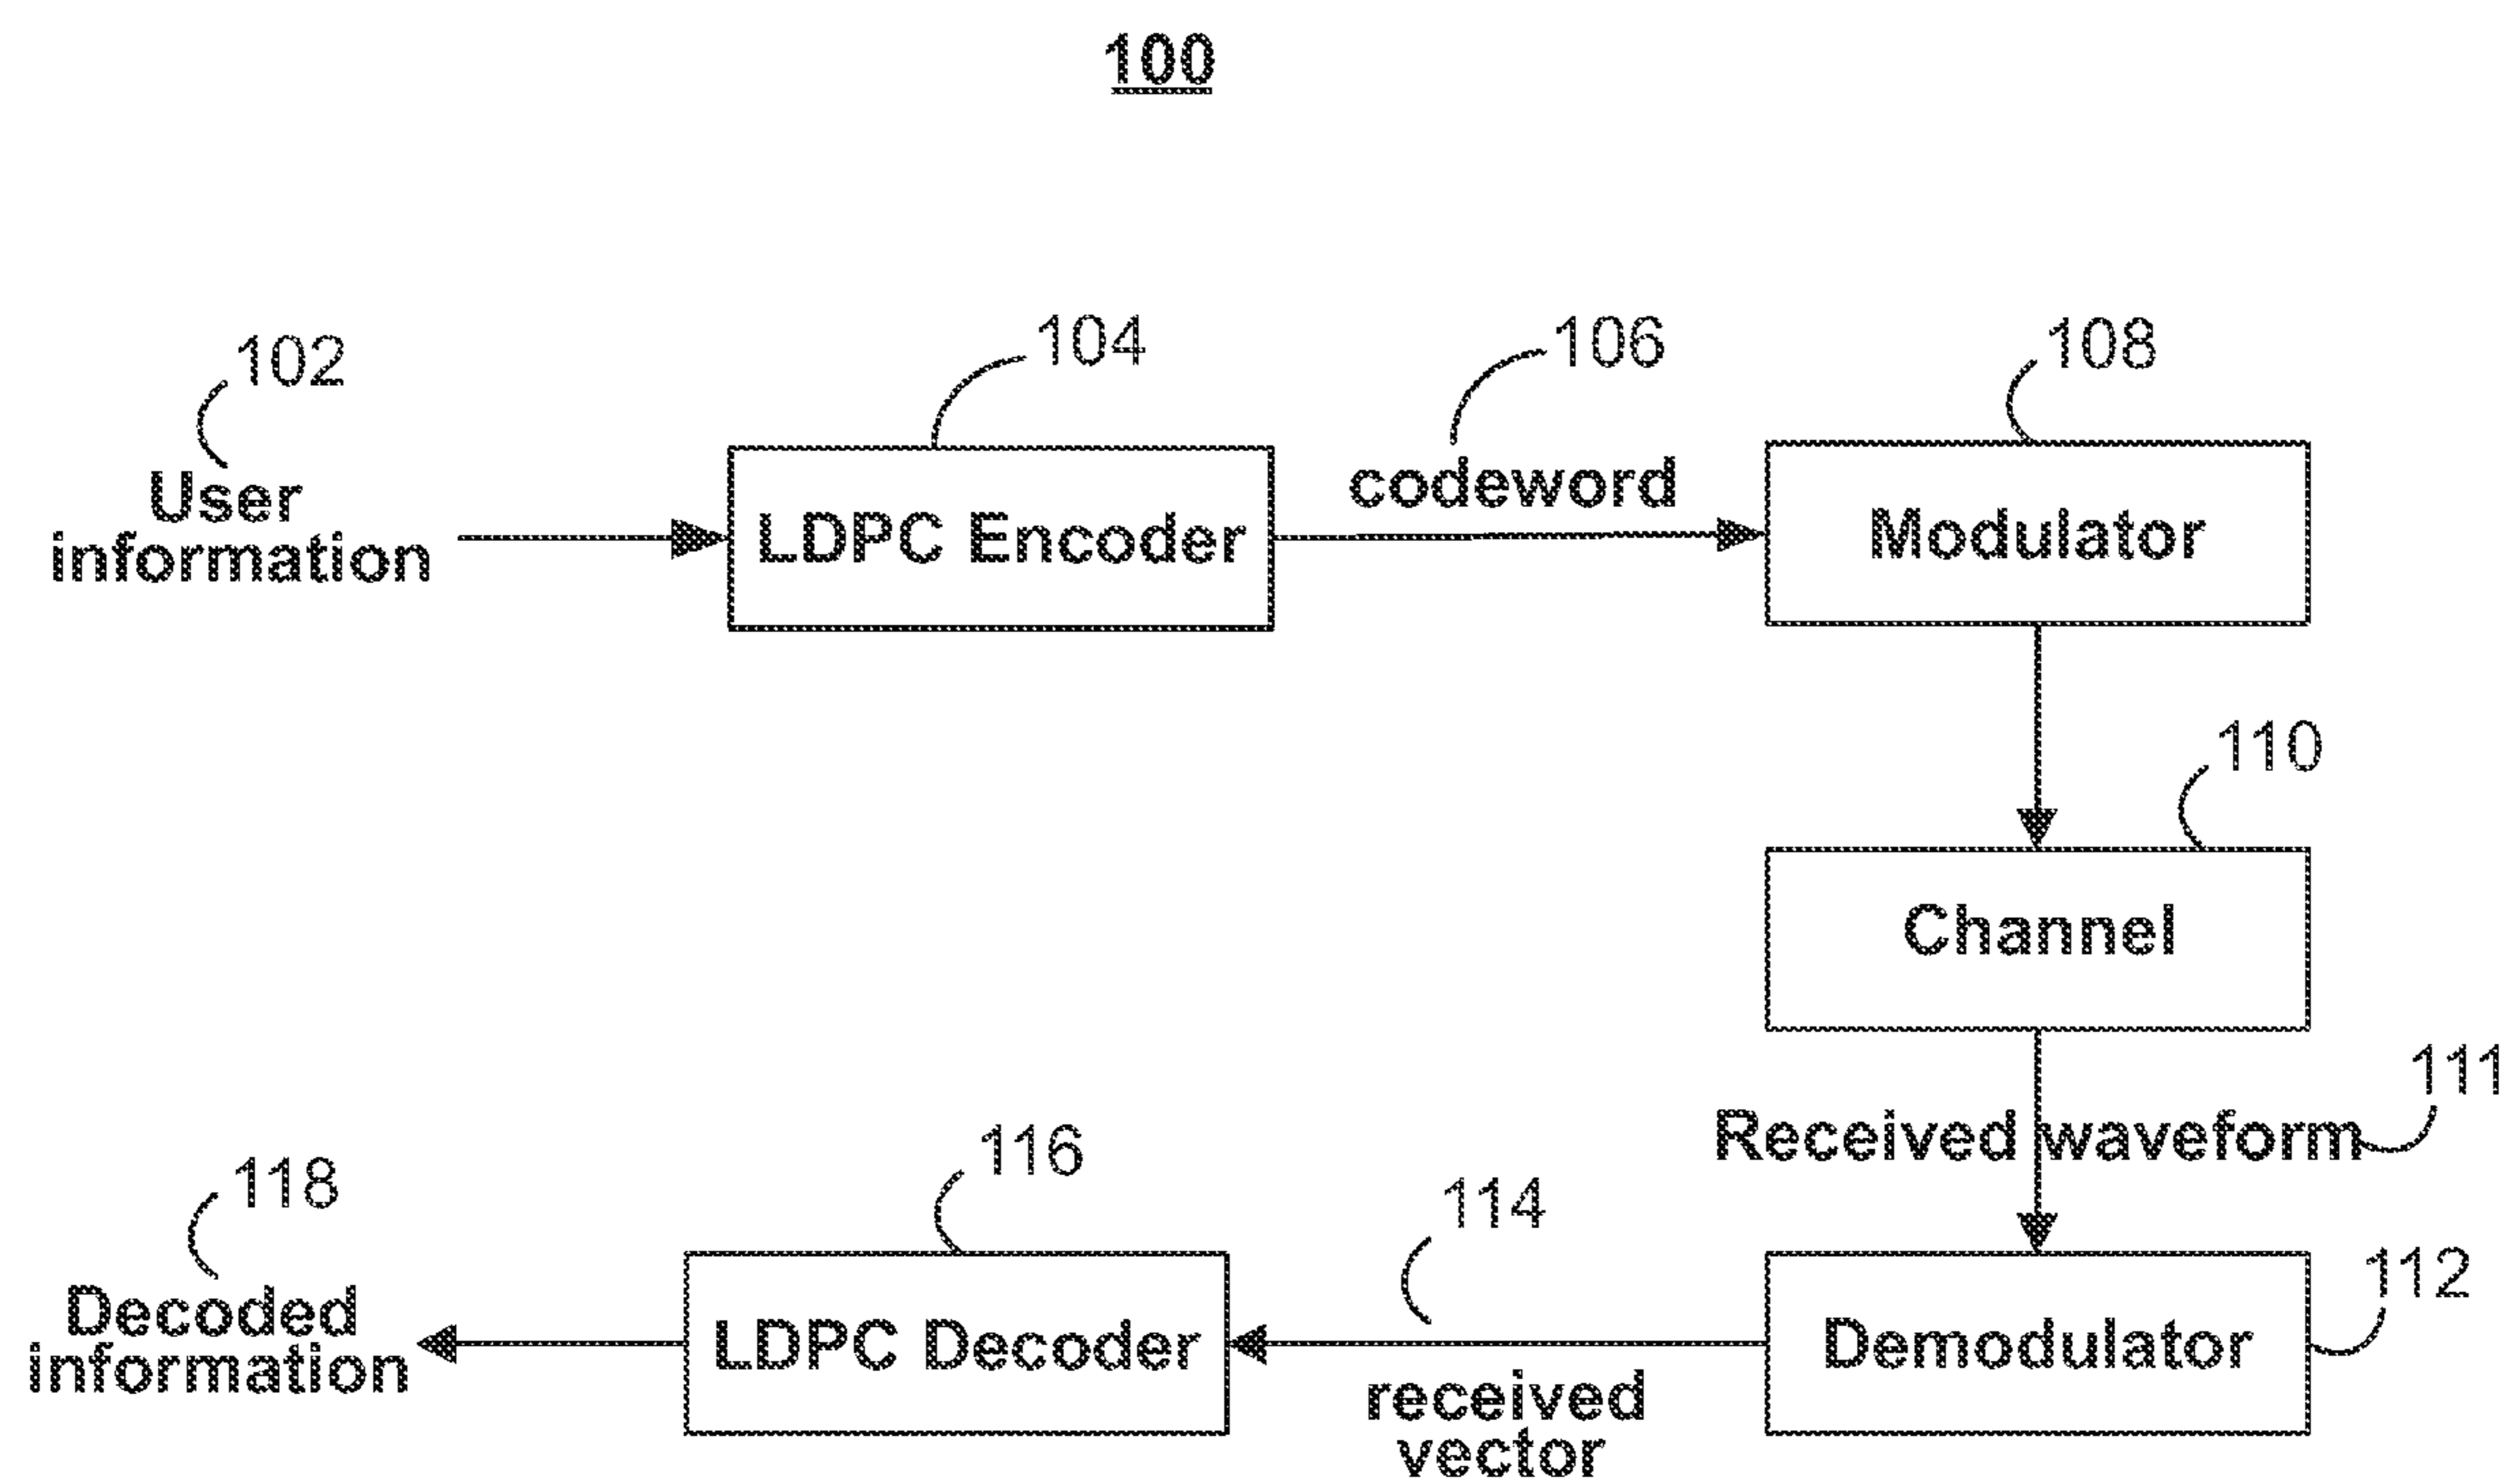 100
102
104
106
108
User
information
LDPC Encoder
codeword
Modulator
110
Channel
111
Received waveform
118
116
114
112
Decoded
information
LDPC Decoder
received
vector
Demodulator